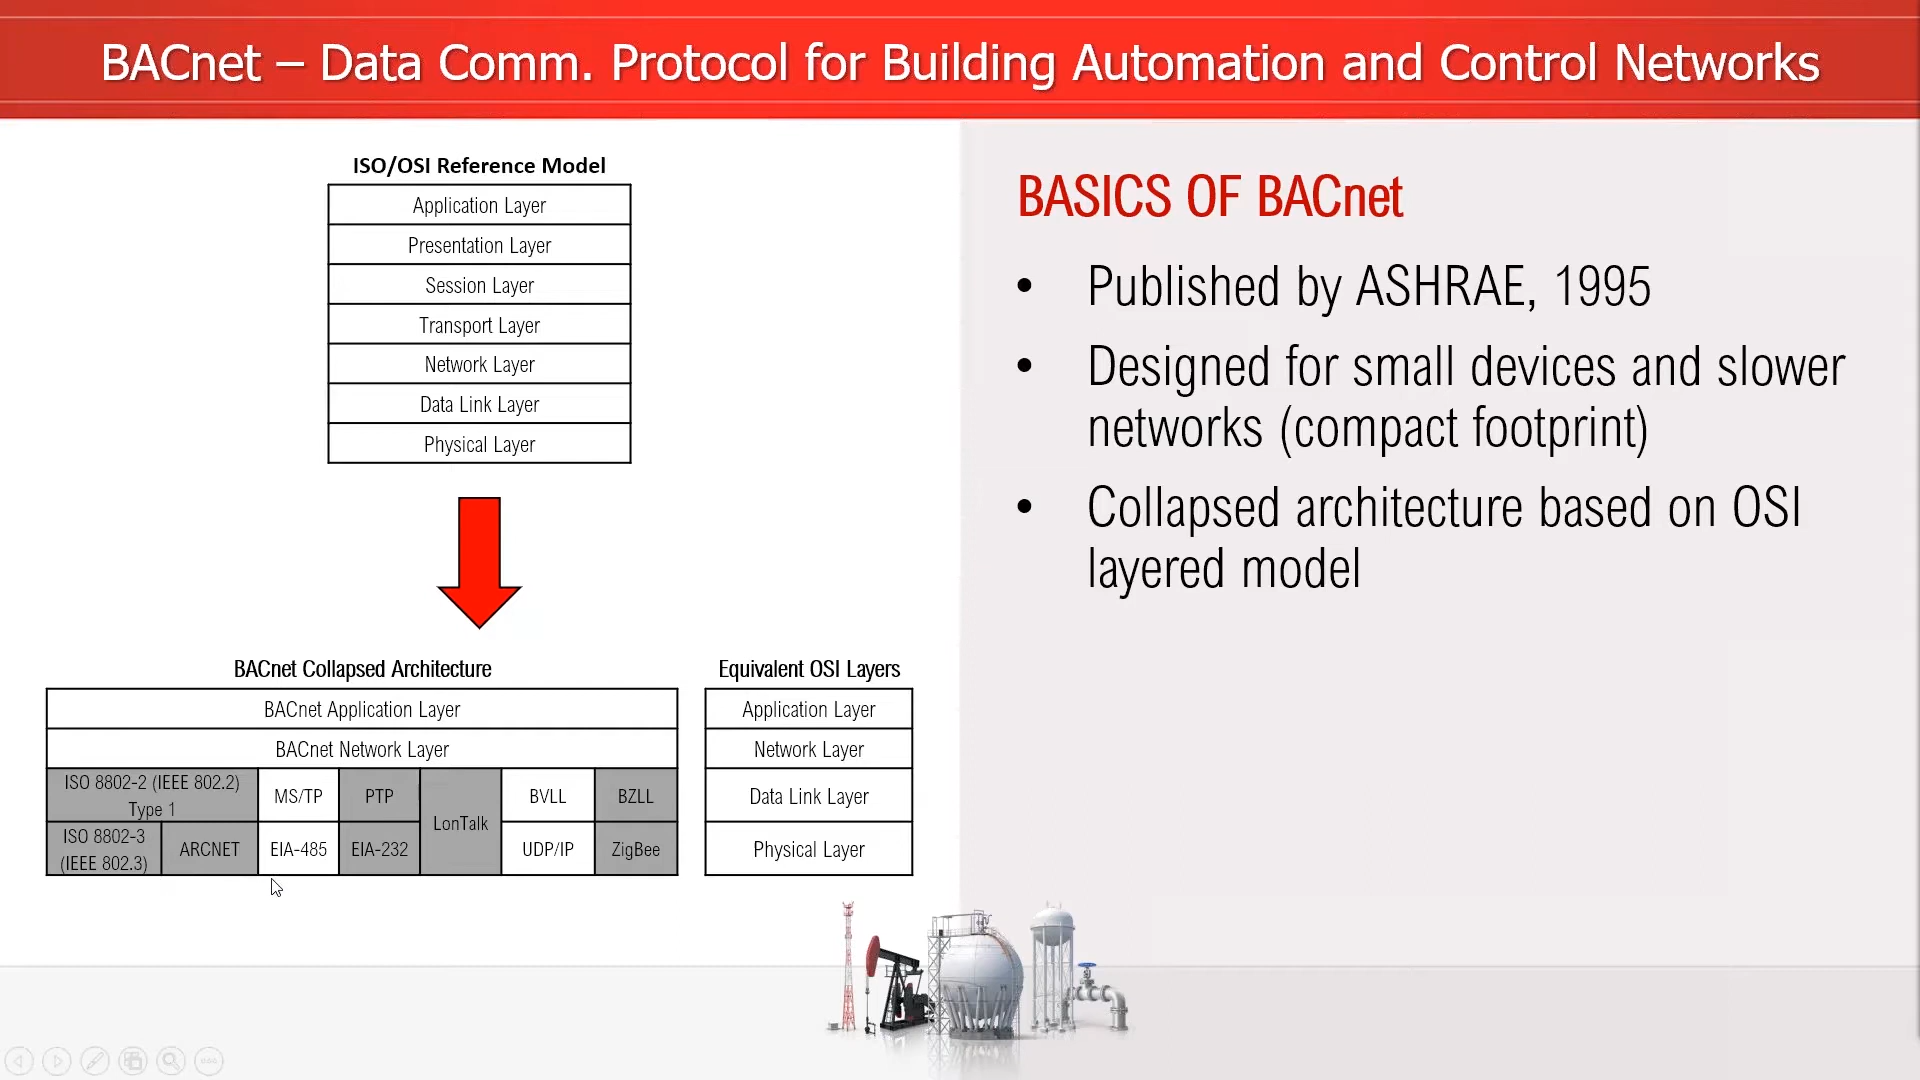 BACnet – Data Comm. Protocol for Building Automation and Control Networks
ISO/OSI Reference Model
Application Layer
Presentation Layer
Session Layer
Transport Layer
Network Layer
Data Link Layer
Physical Layer
BACnet Collapsed Architecture
BACnet Application Layer
BACnet Network Layer
ISO 8802-2 (IEEE 802.2)
Type 1
MS/TP
PTP
LonTalk
BVLL
BZLL
ISO 8802-3
(IEEE 802.3)
ARCNET
EIA-485
EIA-232
UDP/IP
ZigBee
Equivalent OSI Layers
Application Layer
Network Layer
Data Link Layer
Physical Layer
BASICS OF BACnet
• Published by ASHRAE, 1995
• Designed for small devices and slower
networks (compact footprint)
• Collapsed architecture based on OSI
layered model